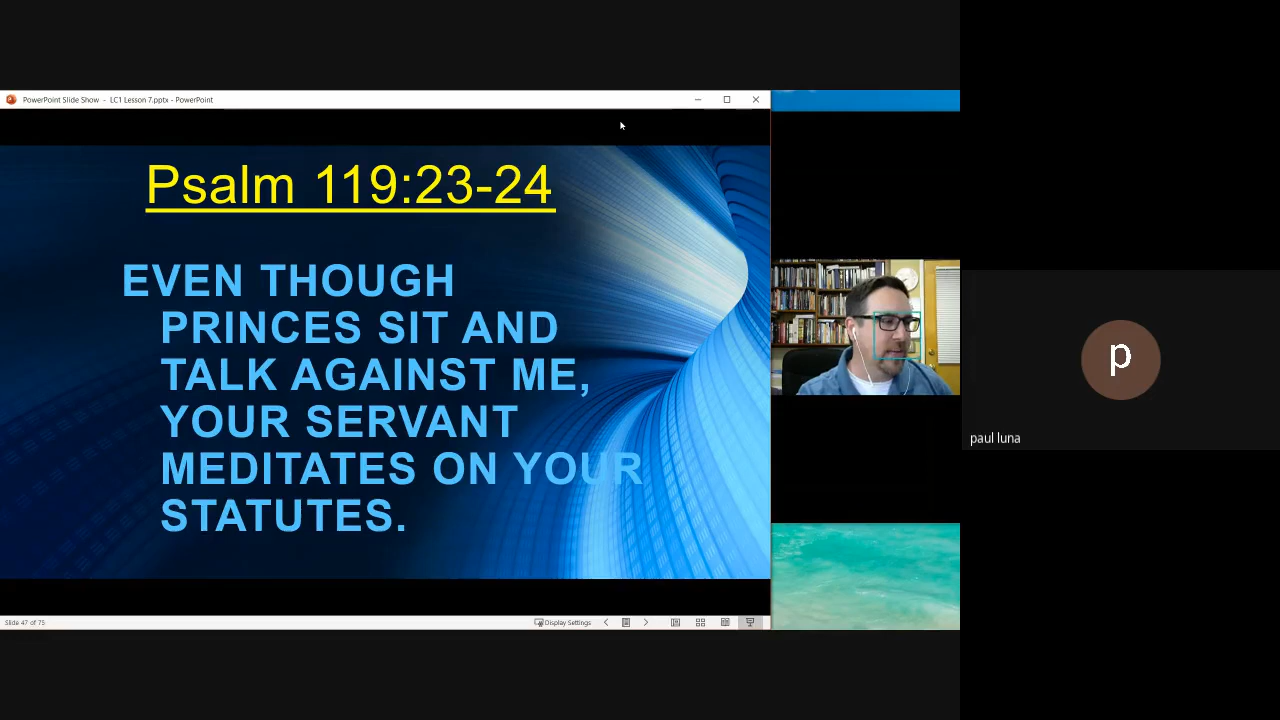 PowerPoint Slide Show - LC1 Lesson 7.pptx - PowerPoint
Psalm 119:23-24
EVEN THOUGH
PRINCES SIT AND
TALK AGAINST ME,
YOUR SERVANT
MEDITATES ON YOUR
STATUTES.
p
paul luna
Slide 47 of 75
Display Settings